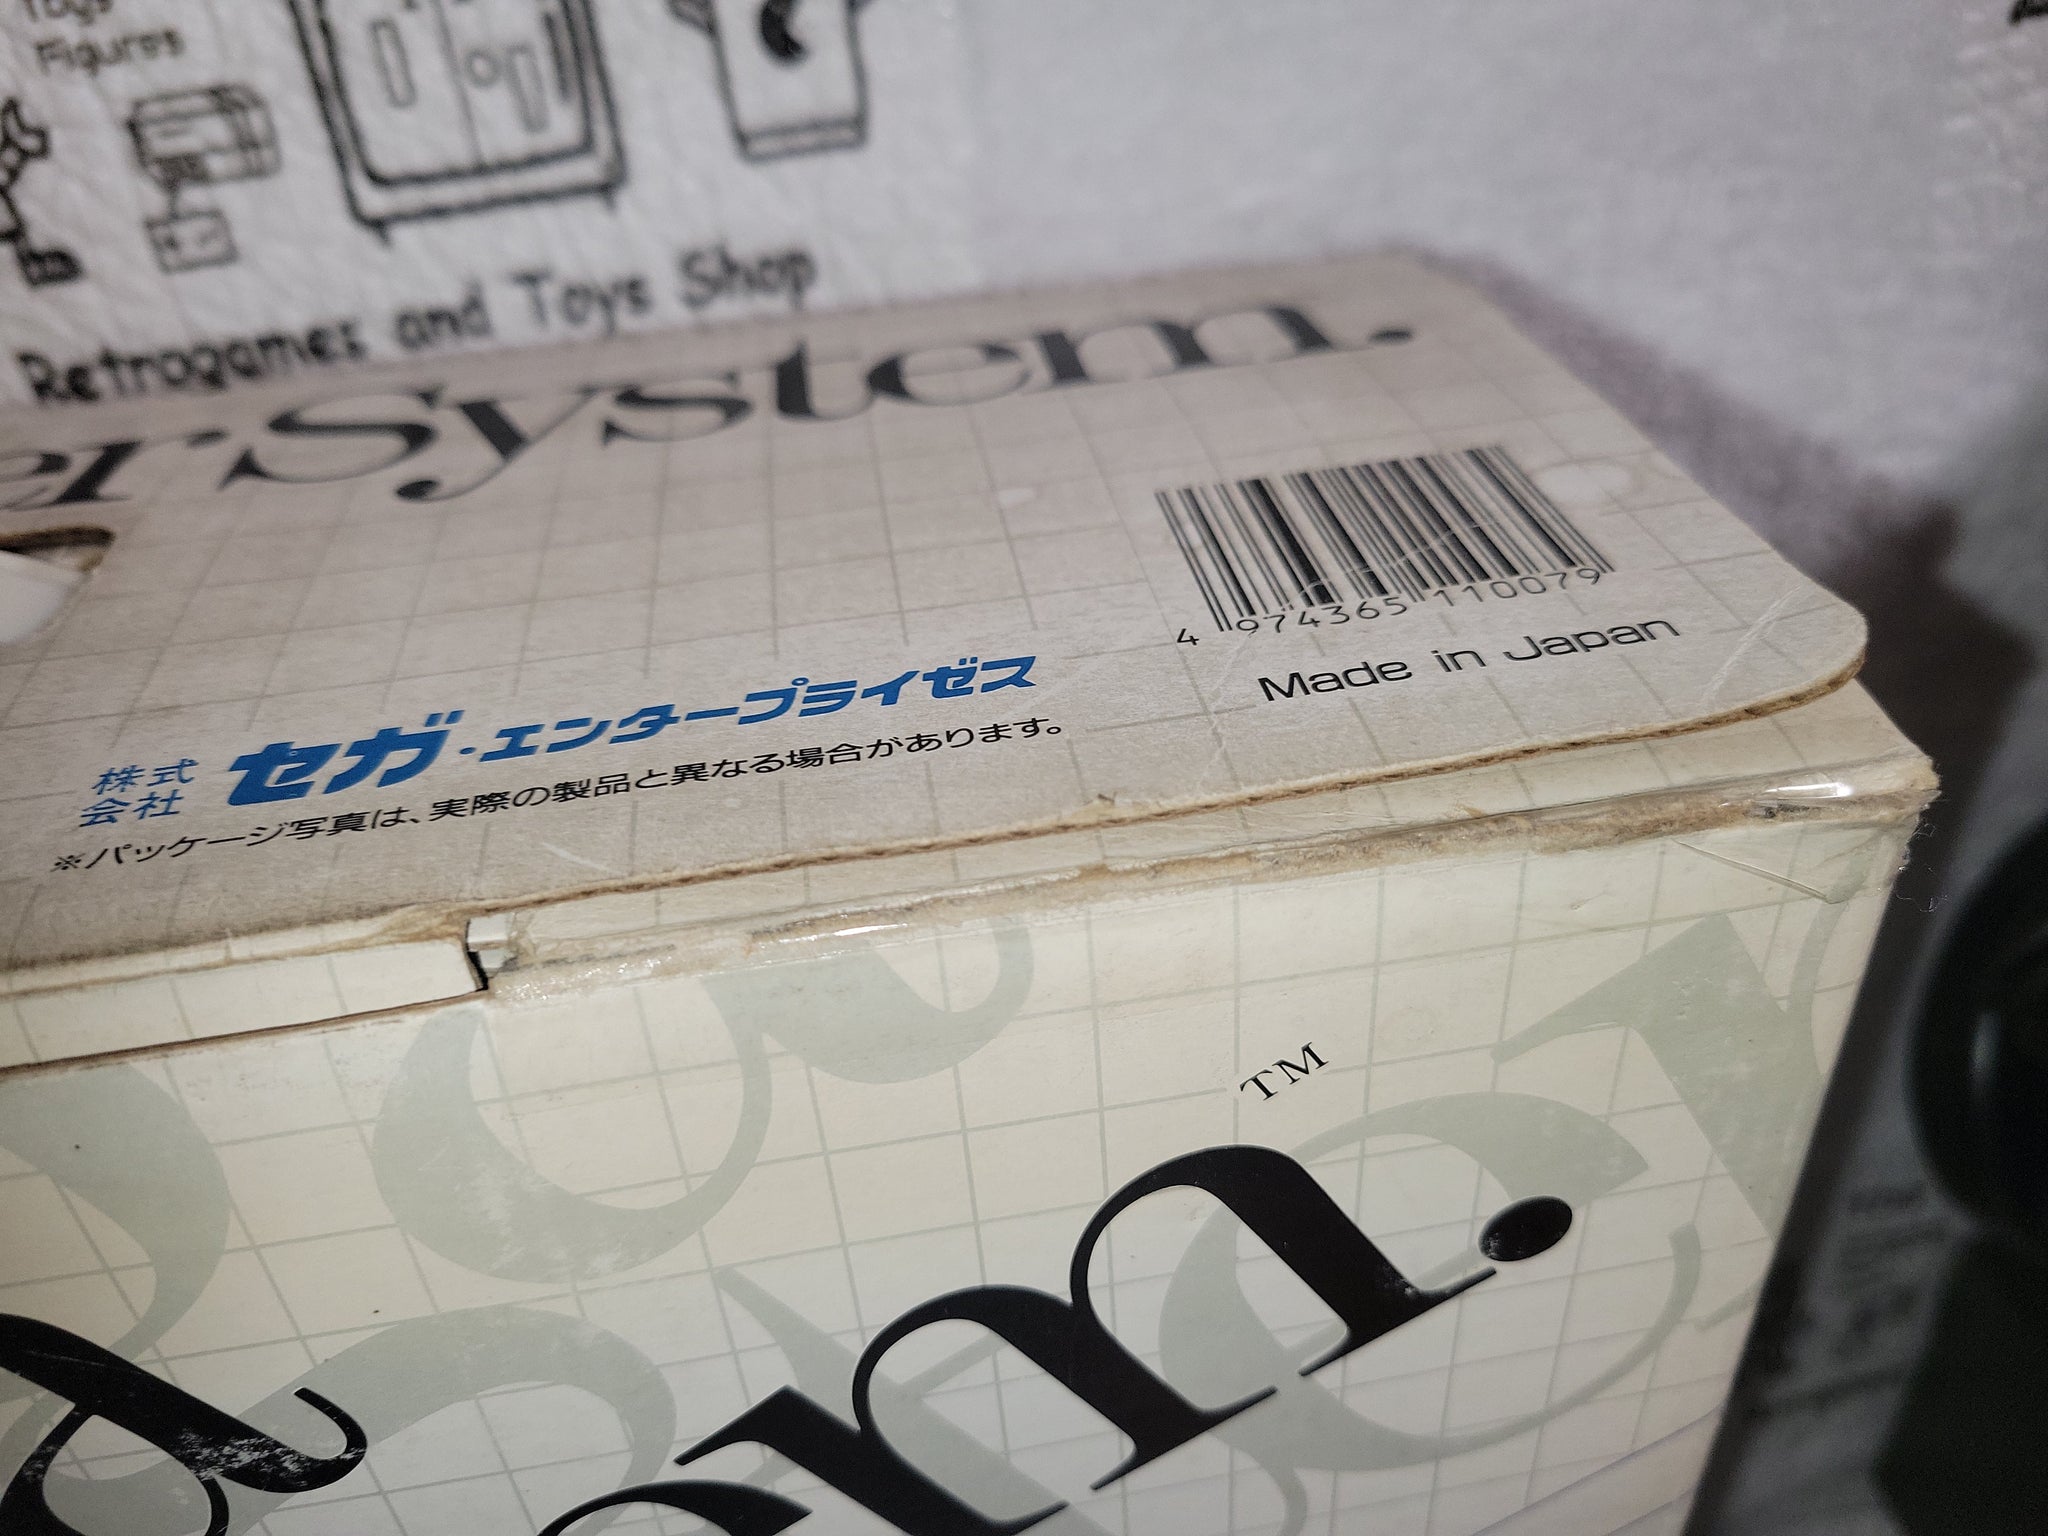 Toys
Figures
Retrogames and Toys Shop
er System.
4 974365 110079
Made in Japan
株式会社 セガ・エンタープライゼス
※パッケージ写真は、実際の製品と異なる場合があります。
TM
m.